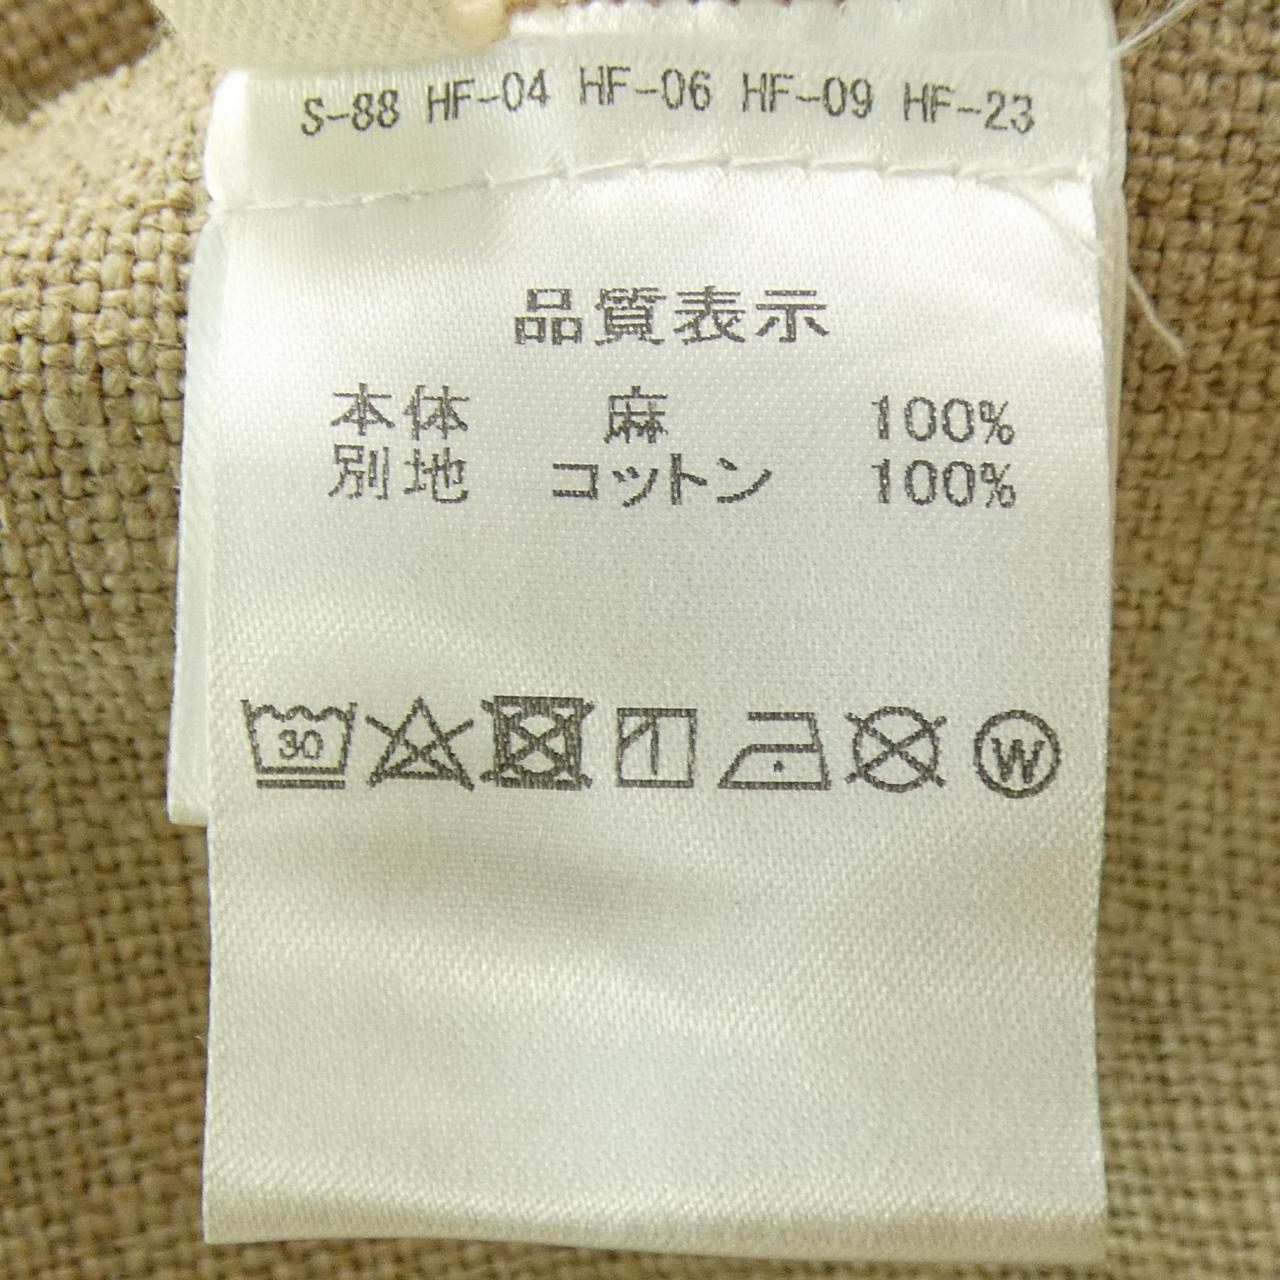 S-88 HF-04 HF-06 HF-09 HF-23
品質表示
本体 麻 100%
別地 コットン 100%
30 W